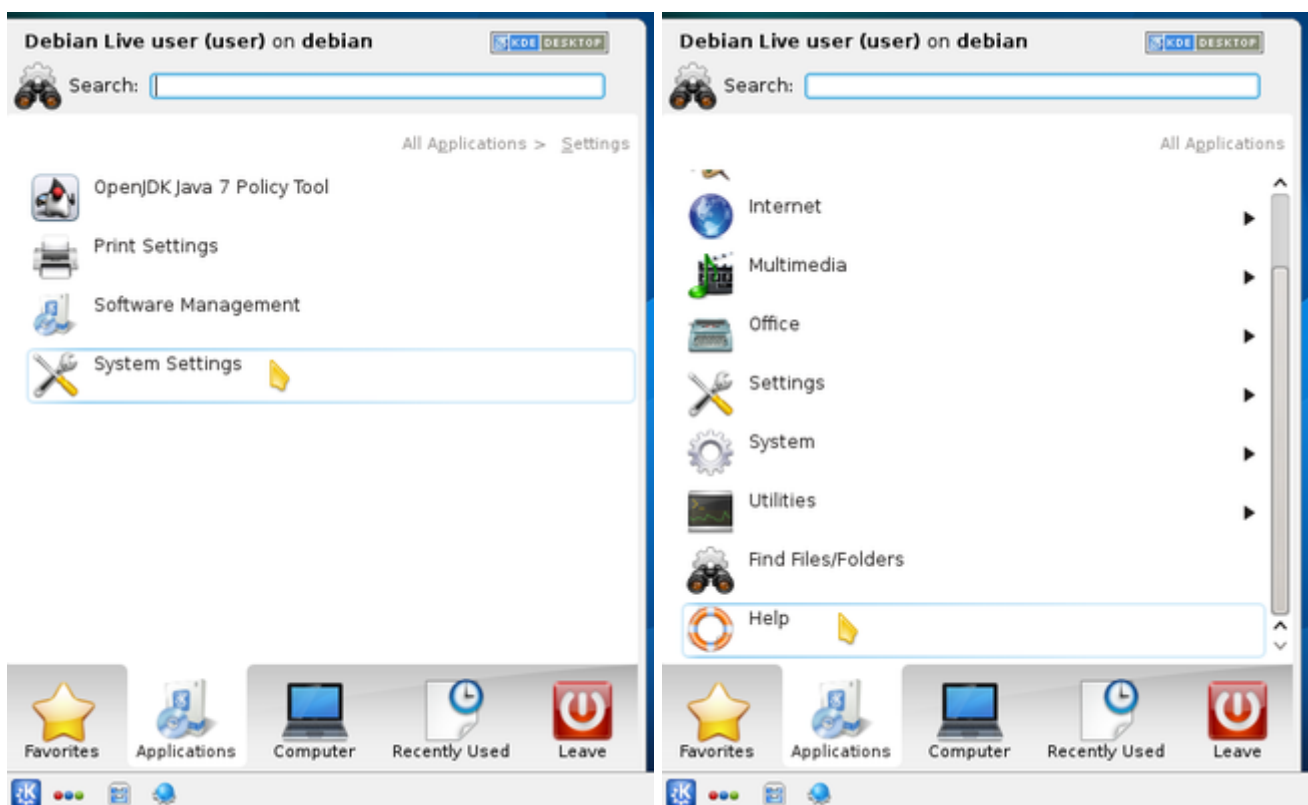 Debian Live user (user) on debian
KDE DESKTOP
Search:
All Applications > Settings
OpenJDK Java 7 Policy Tool
Print Settings
Software Management
System Settings
Favorites
Applications
Computer
Recently Used
Leave
Debian Live user (user) on debian
KDE DESKTOP
Search:
All Applications
Internet
Multimedia
Office
Settings
System
Utilities
Find Files/Folders
Help
Favorites
Applications
Computer
Recently Used
Leave